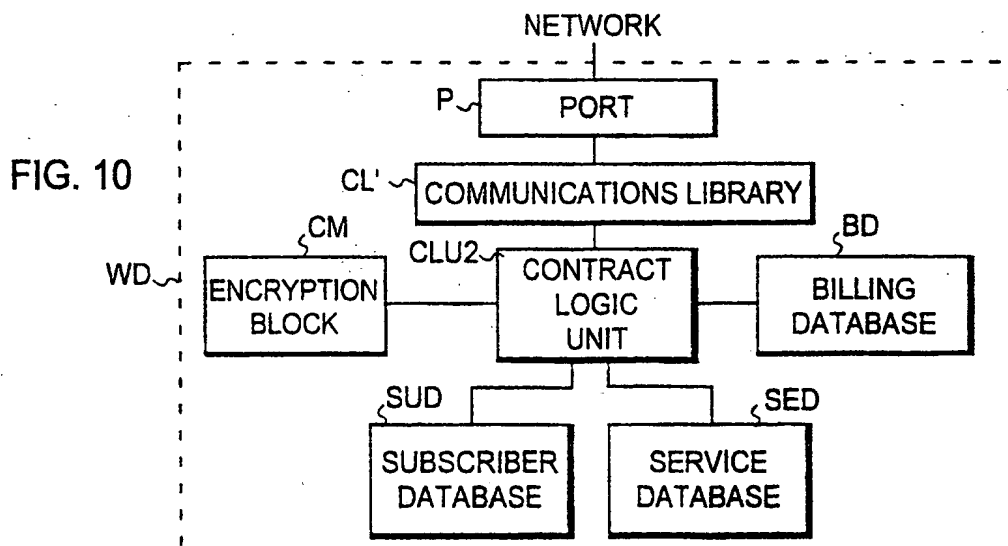 NETWORK
P
PORT
FIG. 10
CL'
COMMUNICATIONS LIBRARY
CM
CLU2
BD
WD
ENCRYPTION
BLOCK
CONTRACT
LOGIC
UNIT
BILLING
DATABASE
SUD
SED
SUBSCRIBER
DATABASE
SERVICE
DATABASE